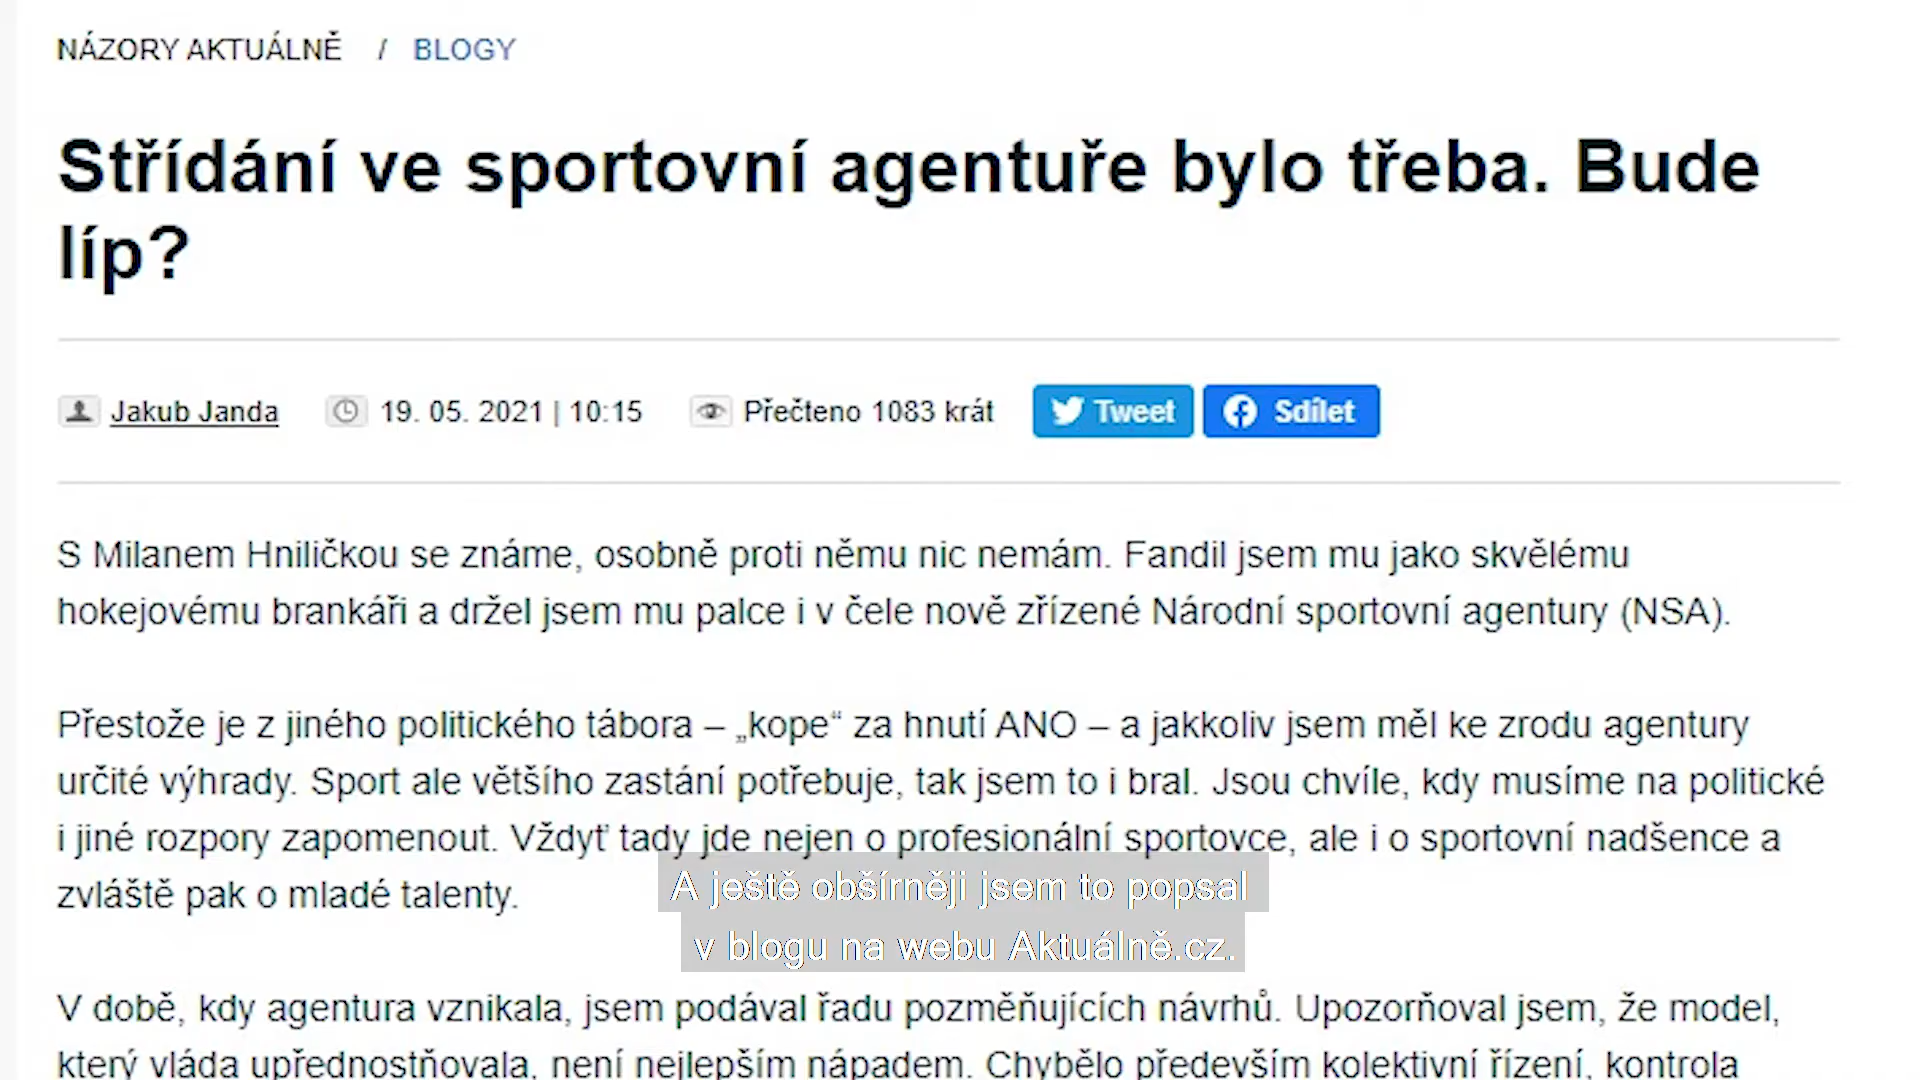 NÁZORY AKTUÁLNĚ / BLOGY
Střídání ve sportovní agentuře bylo třeba. Bude
líp?
Jakub Janda 19. 05. 2021 | 10:15 Přečteno 1083 krát Tweet Sdílet
S Milanem Hniličkou se známe, osobně proti němu nic nemám. Fandil jsem mu jako skvělému
hokejovému brankáři a držel jsem mu palce i v čele nově zřízené Národní sportovní agentury (NSA).
Přestože je z jiného politického tábora – „kope“ za hnutí ANO – a jakkoliv jsem měl ke zrodu agentury
určité výhrady. Sport ale většího zastání potřebuje, tak jsem to i bral. Jsou chvíle, kdy musíme na politické
i jiné rozpory zapomenout. Vždyť tady jde nejen o profesionální sportovce, ale i o sportovní nadšence a
zvláště pak o mladé talenty.
A ještě obšírněji jsem to popsal
v blogu na webu Aktuálně.cz.
V době, kdy agentura vznikala, jsem podával řadu pozměňujících návrhů. Upozorňoval jsem, že model,
který vláda upřednostňovala, není nejlepším nápadem. Chybělo především kolektivní řízení, kontrola